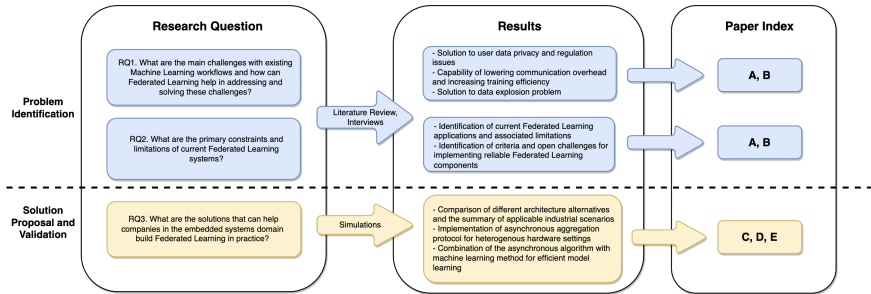 Research Question
Results
Paper Index
Problem
Identification
RQ1. What are the main challenges with existing
Machine Learning workflows and how can
Federated Learning help in addressing and
solving these challenges?
Literature Review,
Interviews
- Solution to user data privacy and regulation
issues
- Capability of lowering communication overhead
and increasing training efficiency
- Solution to data explosion problem
A, B
RQ2. What are the primary constraints and
limitations of current Federated Learning
systems?
- Identification of current Federated Learning
applications and associated limitations
- Identification of criteria and open challenges for
implementing reliable Federated Learning
components
A, B
Solution
Proposal and
Validation
RQ3. What are the solutions that can help
companies in the embedded systems domain
build Federated Learning in practice?
Simulations
- Comparison of different architecture alternatives
and the summary of applicable industrial scenarios
- Implementation of asynchronous aggregation
protocol for heterogenous hardware settings
- Combination of the asynchronous algorithm with
machine learning method for efficient model
learning
C, D, E